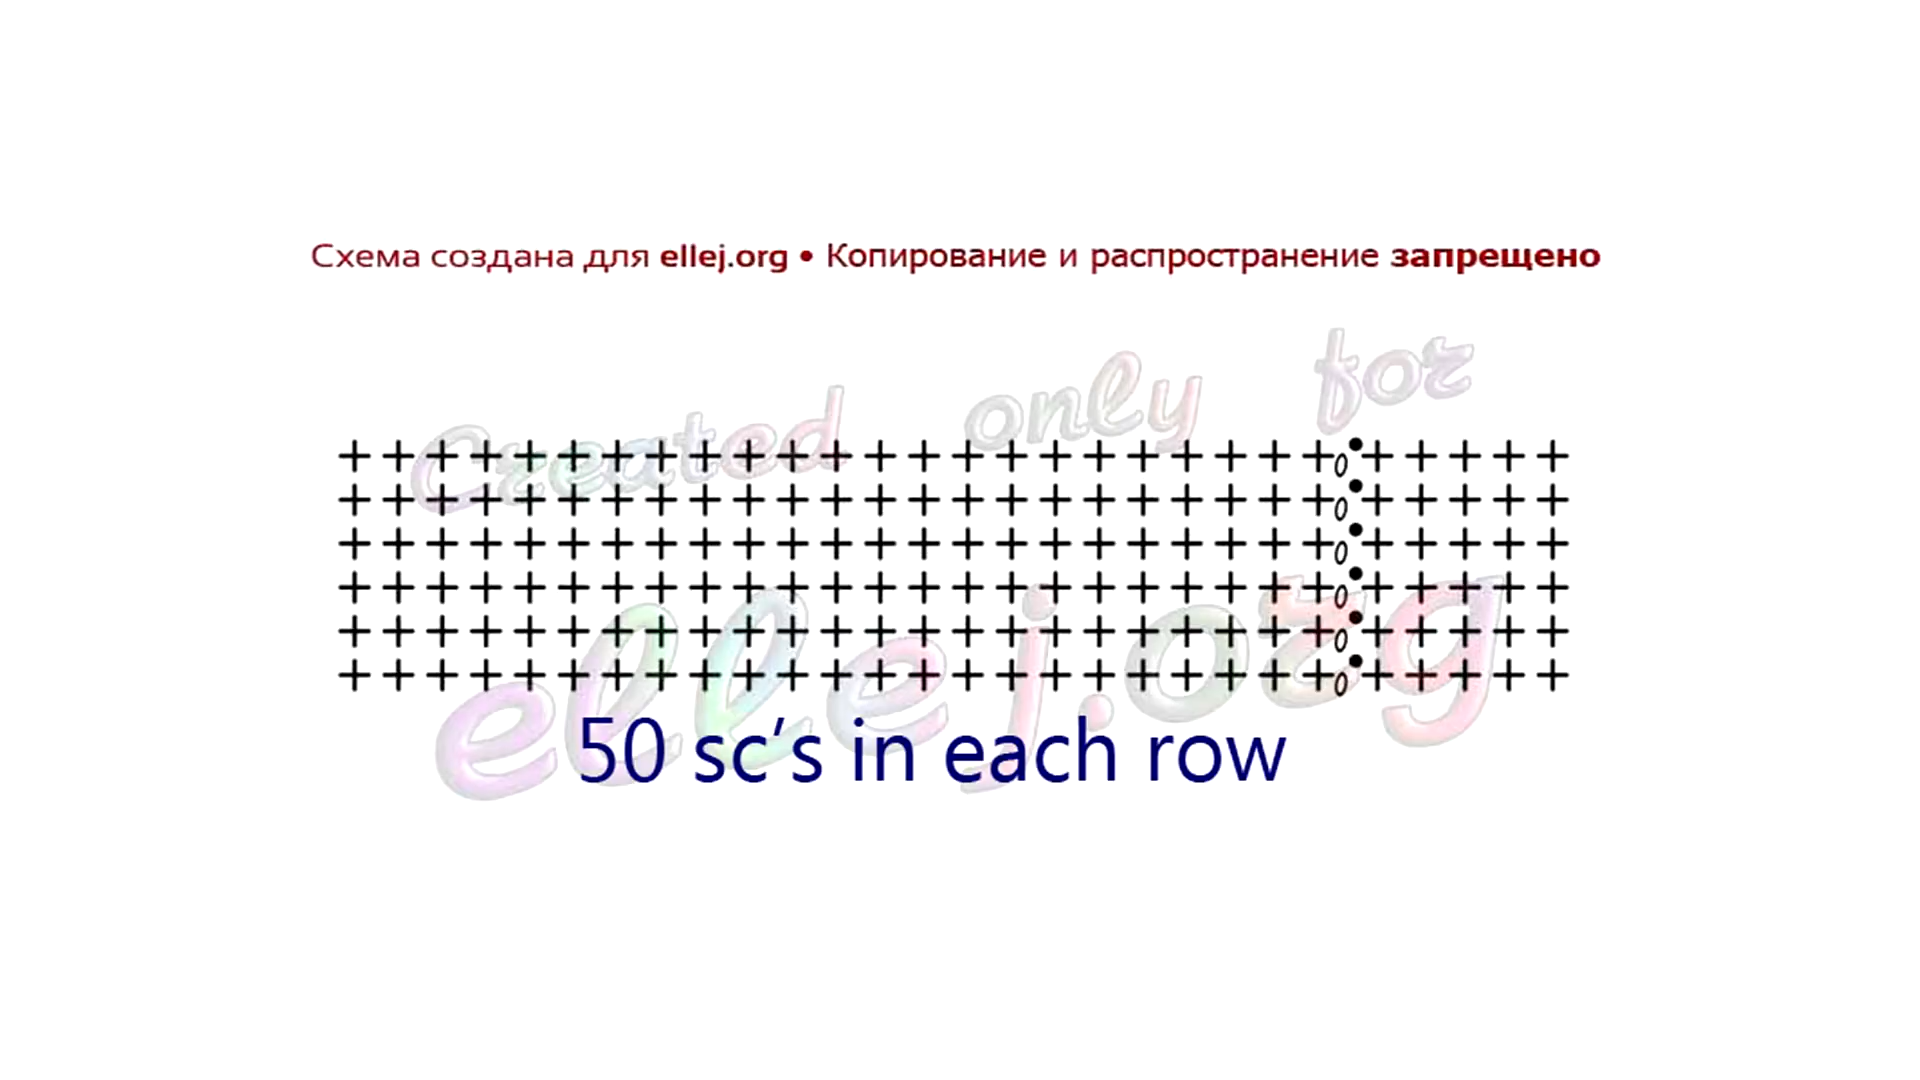 Схема создана для ellej.org • Копирование и распространение запрещено
Created only for
ellej.org
50 sc’s in each row